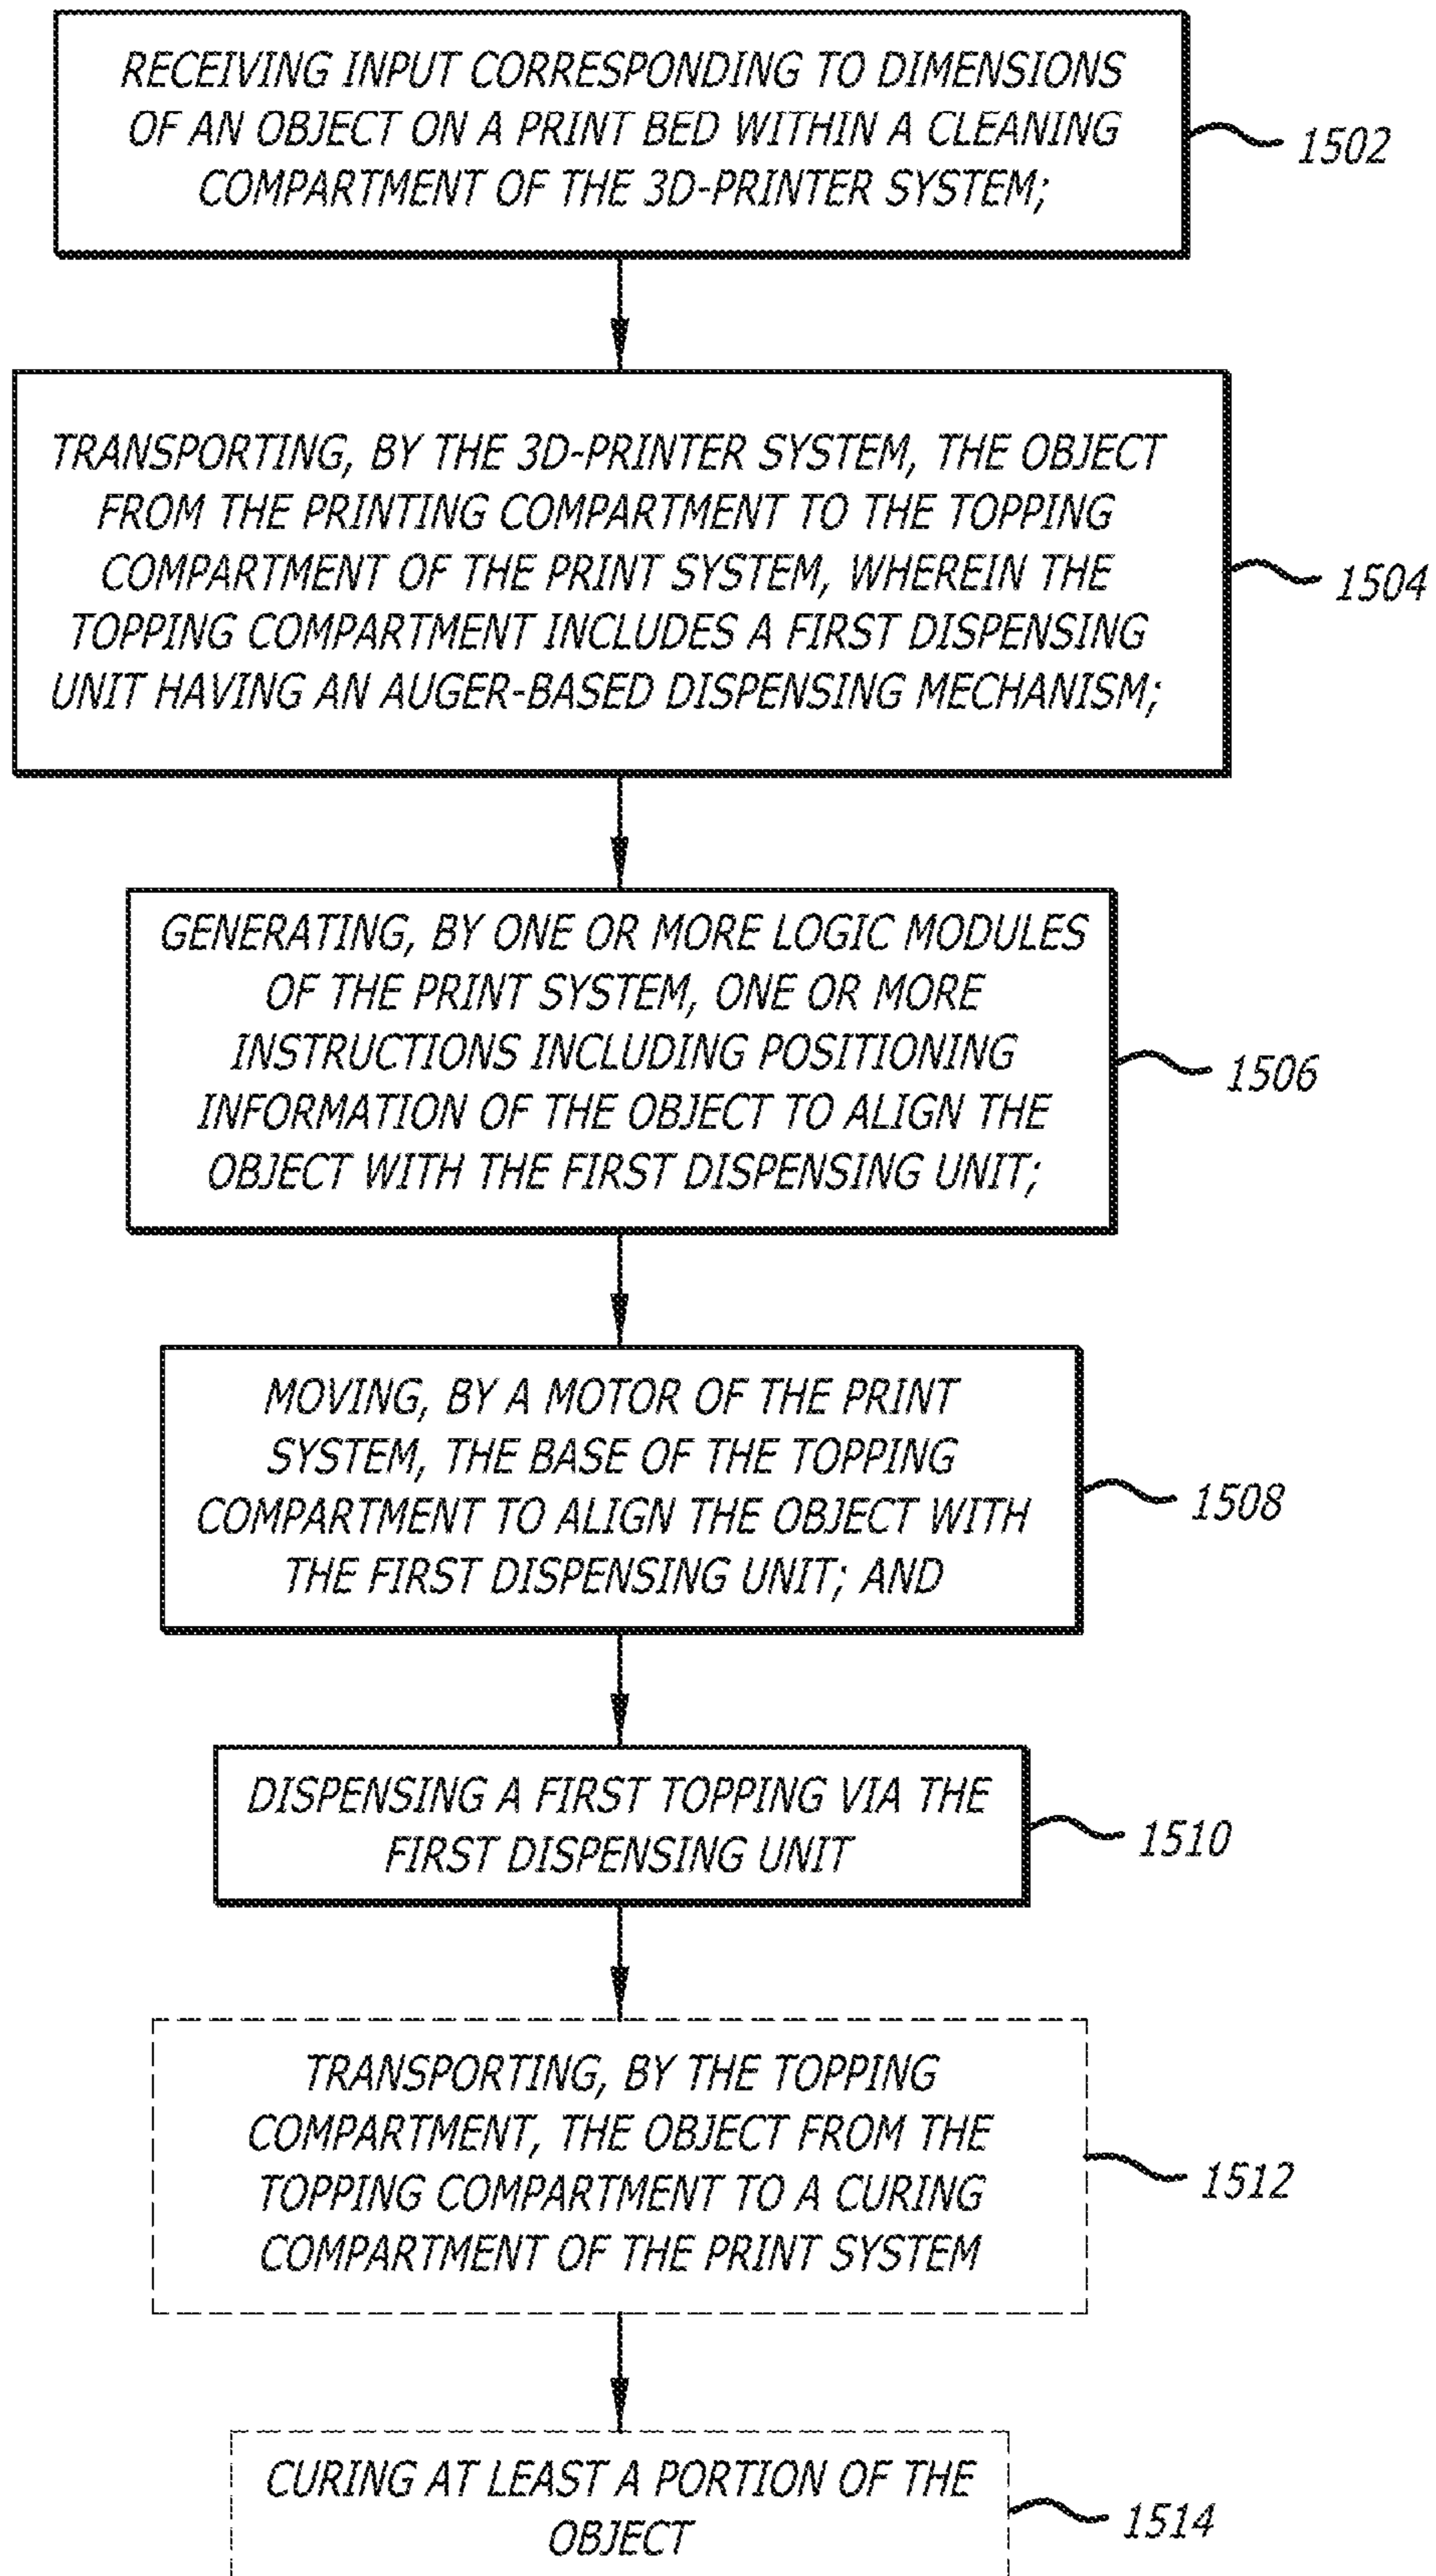 RECEIVING INPUT CORRESPONDING TO DIMENSIONS
OF AN OBJECT ON A PRINT BED WITHIN A CLEANING
COMPARTMENT OF THE 3D-PRINTER SYSTEM;
1502
TRANSPORTING, BY THE 3D-PRINTER SYSTEM, THE OBJECT
FROM THE PRINTING COMPARTMENT TO THE TOPPING
COMPARTMENT OF THE PRINT SYSTEM, WHEREIN THE
TOPPING COMPARTMENT INCLUDES A FIRST DISPENSING
UNIT HAVING AN AUGER-BASED DISPENSING MECHANISM;
1504
GENERATING, BY ONE OR MORE LOGIC MODULES
OF THE PRINT SYSTEM, ONE OR MORE
INSTRUCTIONS INCLUDING POSITIONING
INFORMATION OF THE OBJECT TO ALIGN THE
OBJECT WITH THE FIRST DISPENSING UNIT;
1506
MOVING, BY A MOTOR OF THE PRINT
SYSTEM, THE BASE OF THE TOPPING
COMPARTMENT TO ALIGN THE OBJECT WITH
THE FIRST DISPENSING UNIT; AND
1508
DISPENSING A FIRST TOPPING VIA THE
FIRST DISPENSING UNIT
1510
TRANSPORTING, BY THE TOPPING
COMPARTMENT, THE OBJECT FROM THE
TOPPING COMPARTMENT TO A CURING
COMPARTMENT OF THE PRINT SYSTEM
1512
CURING AT LEAST A PORTION OF THE
OBJECT
1514